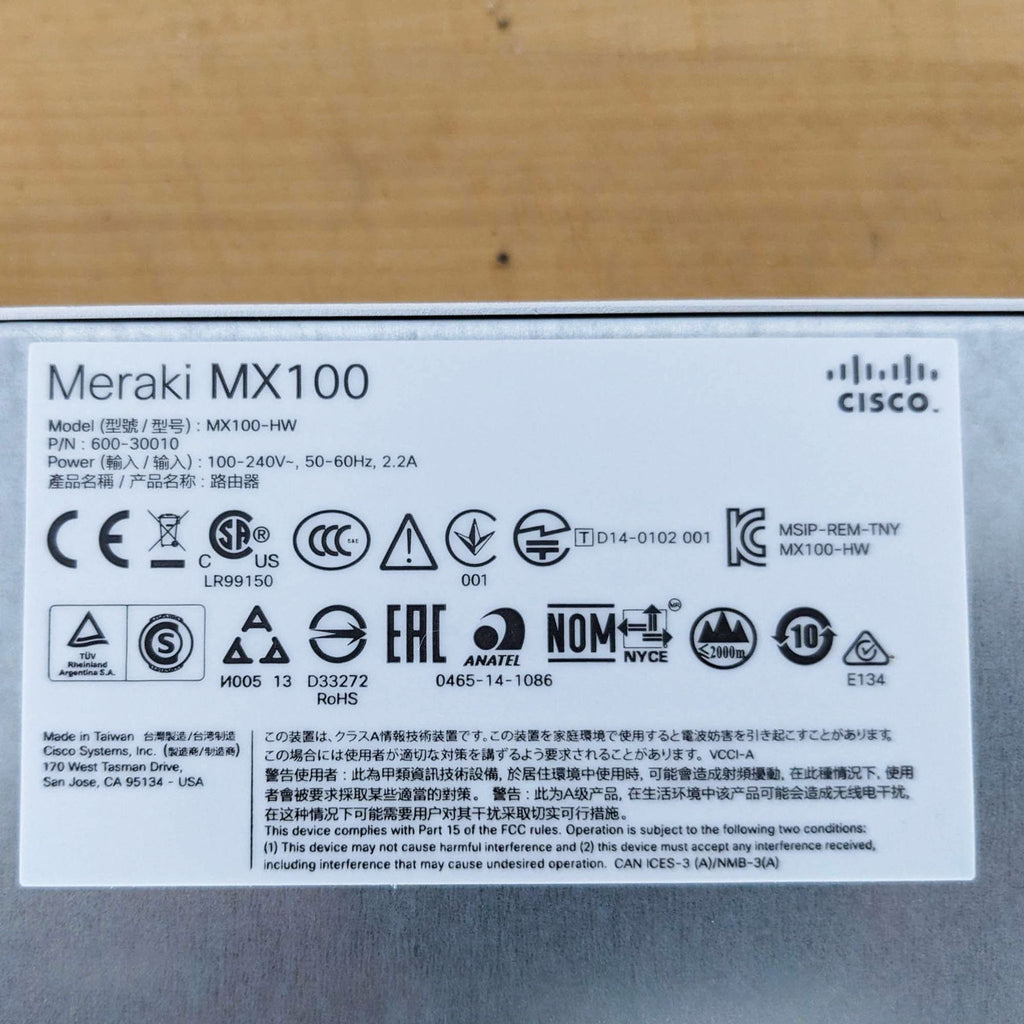 Meraki MX100
CISCO
Model (型號 / 型号) : MX100-HW
P/N : 600-30010
Power (輸入 / 输入) : 100-240V~, 50-60Hz, 2.2A
產品名稱 / 产品名称 : 路由器
CE
C SA ® US
LR99150
CCC S&E
001
T D14-0102 001
MSIP-REM-TNY
MX100-HW
TÜV
Rheinland
Argentina S.A.
S
И005 13
D33272
RoHS
EAC
ANATEL
0465-14-1086
NOM
NYCE
MR
≤2000m
10
E134
Made in Taiwan 台灣製造/台湾制造
Cisco Systems, Inc. (製造商/制造商)
170 West Tasman Drive,
San Jose, CA 95134 - USA
この装置は、クラスA情報技術装置です。この装置を家庭環境で使用すると電波妨害を引き起こすことがあります
この場合には使用者が適切な対策を講ずるよう要求されることがあります。 VCCI-A
警告使用者 : 此為甲類資訊技術設備, 於居住環境中使用時, 可能會造成射頻擾動, 在此種情況下, 使用
者會被要求採取某些適當的對策。 警告 : 此为A级产品, 在生活环境中该产品可能会造成无线电干扰,
在这种情况下可能需要用户对其干扰采取切实可行措施。
This device complies with Part 15 of the FCC rules. Operation is subject to the following two conditions:
(1) This device may not cause harmful interference and (2) this device must accept any interference received,
including interference that may cause undesired operation. CAN ICES-3 (A)/NMB-3(A)